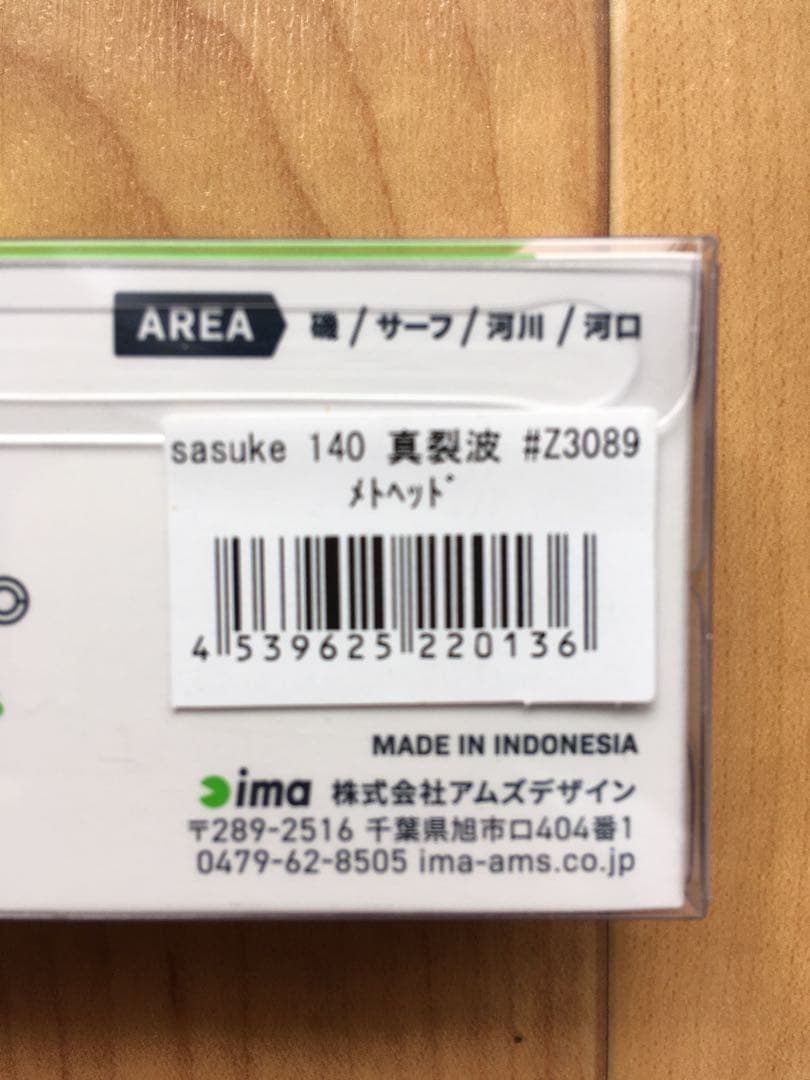 AREA 磯 / サーフ / 河川 / 河口
sasuke 140 真裂波 #Z3089
ﾒﾄﾍｯﾄﾞ
4 539625 220136
MADE IN INDONESIA
ima 株式会社アムズデザイン
〒289-2516 千葉県旭市ロ404番1
0479-62-8505 ima-ams.co.jp